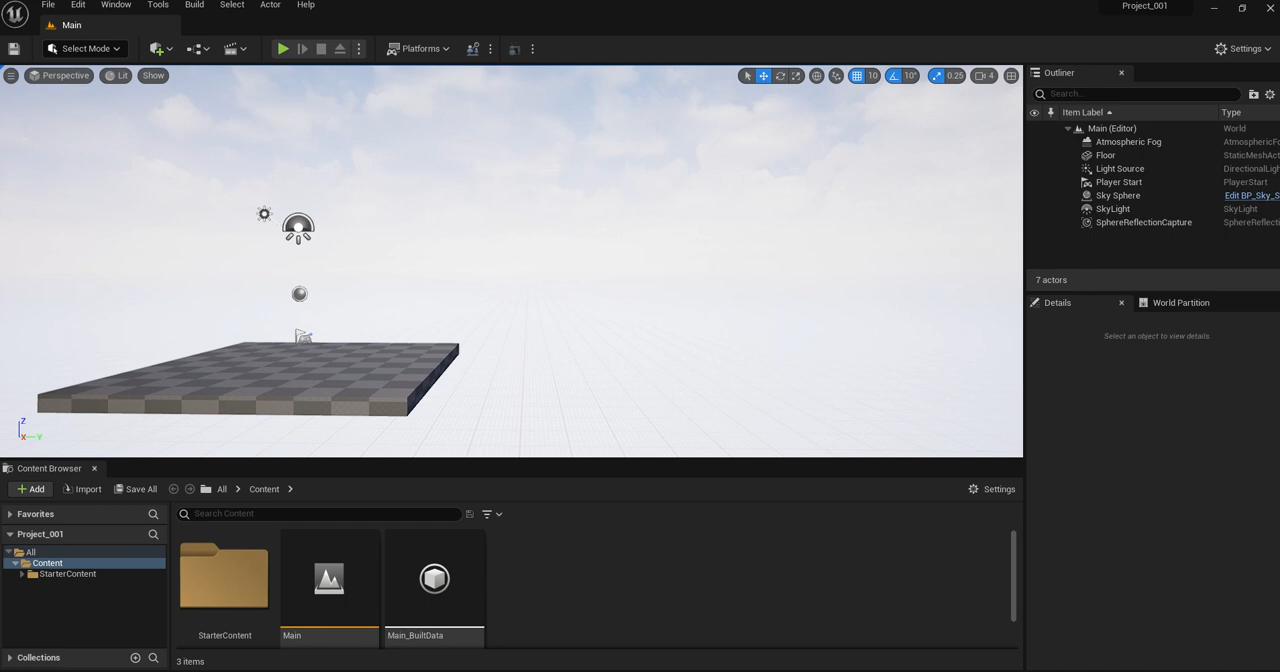 File Edit Window Tools Build Select Actor Help
Project_001
Main
Select Mode
Platforms
Settings
Perspective Lit Show
10 10° 0.25 4
Outliner
Search...
Item Label Type
Main (Editor) World
Atmospheric Fog AtmosphericFo
Floor StaticMeshAct
Light Source DirectionalLigh
Player Start PlayerStart
Sky Sphere Edit BP_Sky_S
SkyLight SkyLight
SphereReflectionCapture SphereReflecti
7 actors
Details World Partition
Select an object to view details
Z
X Y
Content Browser
Add Import Save All All Content Settings
Favorites
Search Content
Project_001
All
Content
StarterContent
StarterContent Main Main_BuiltData
Collections
3 items